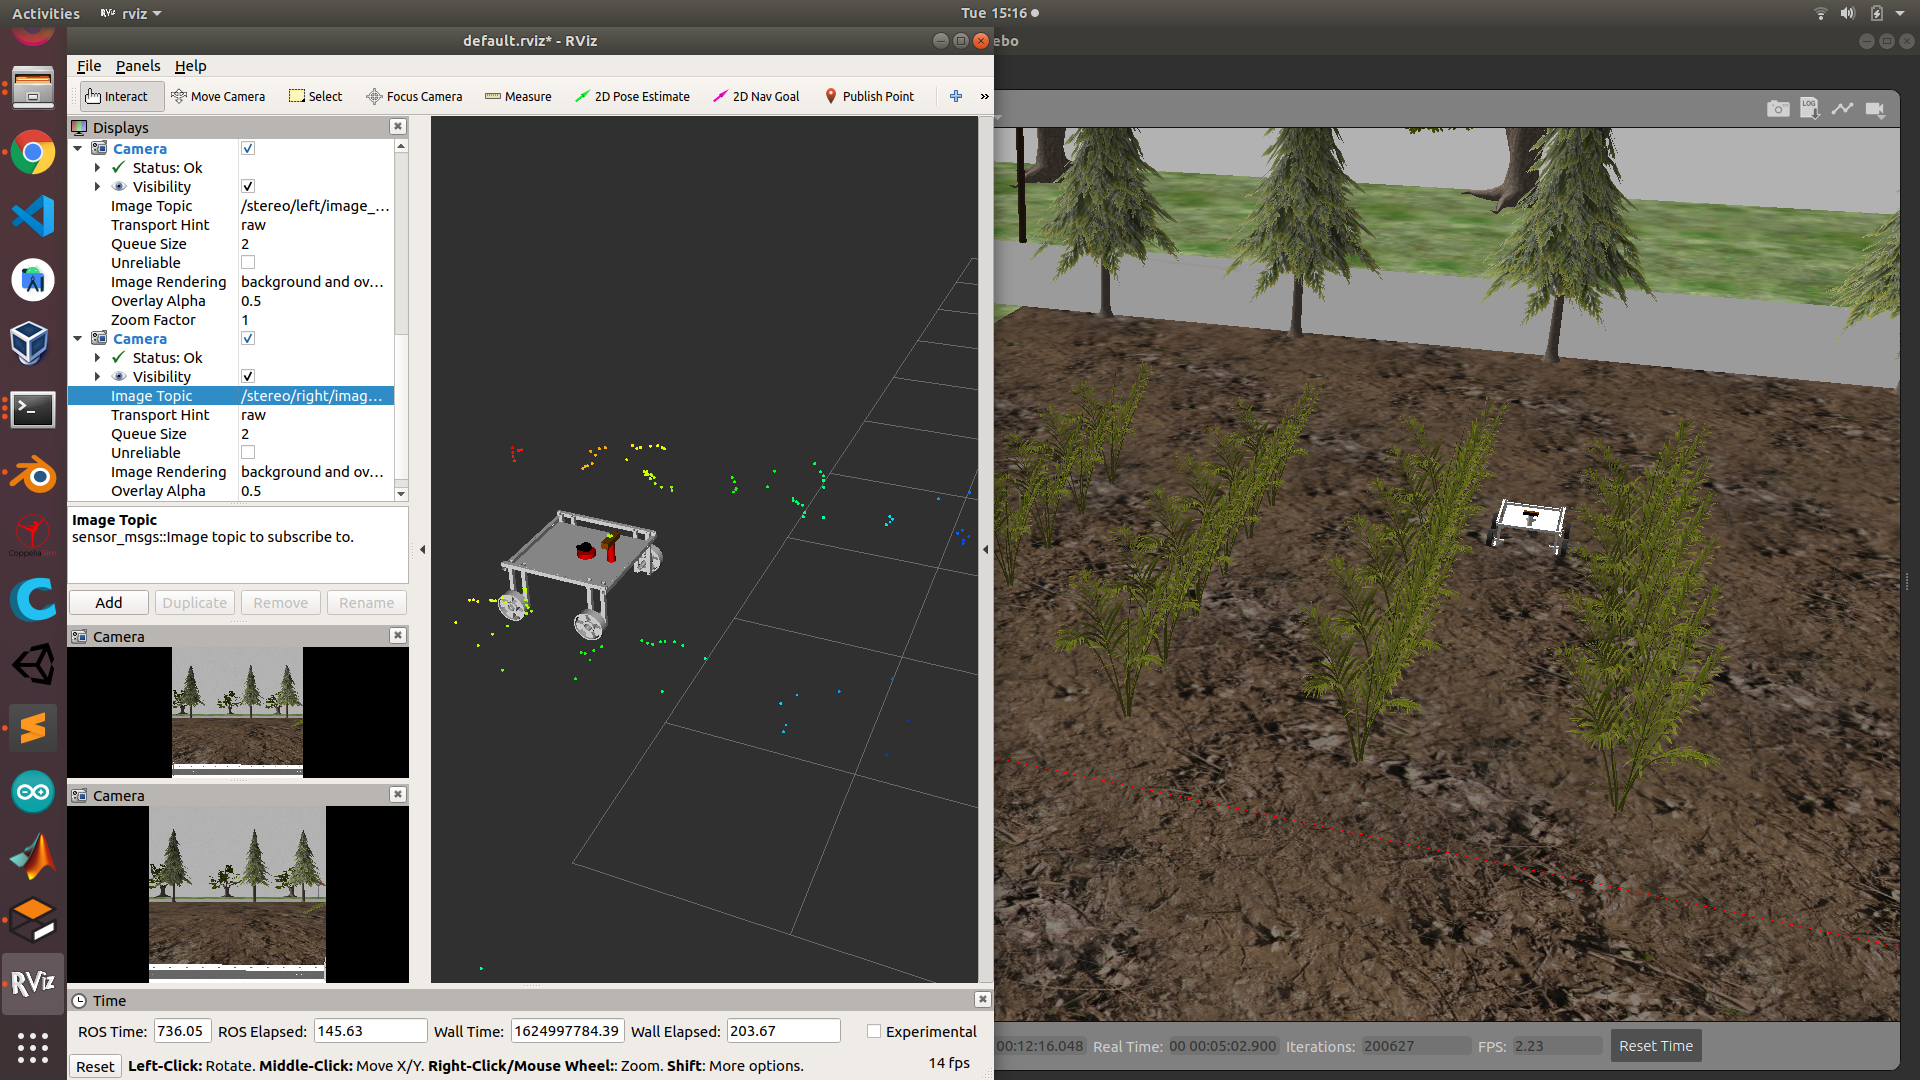 Activities
RViz rviz
Tue 15:16
default.rviz* - RViz
ebo
File Panels Help
Interact Move Camera Select Focus Camera Measure 2D Pose Estimate 2D Nav Goal Publish Point »
LOG
Displays
Camera
Status: Ok
Visibility
Image Topic /stereo/left/image_...
Transport Hint raw
Queue Size 2
Unreliable
Image Rendering background and ov...
Overlay Alpha 0.5
Zoom Factor 1
Camera
Status: Ok
Visibility
Image Topic /stereo/right/imag...
Transport Hint raw
Queue Size 2
Unreliable
Image Rendering background and ov...
Overlay Alpha 0.5
Image Topic
sensor_msgs::Image topic to subscribe to.
Add Duplicate Remove Rename
Camera
Camera
CoppeliaSim
RViz
Time
ROS Time: 736.05 ROS Elapsed: 145.63 Wall Time: 1624997784.39 Wall Elapsed: 203.67 Experimental
Reset Left-Click: Rotate. Middle-Click: Move X/Y. Right-Click/Mouse Wheel:: Zoom. Shift: More options. 14 fps
00:12:16.048 Real Time: 00 00:05:02.900 Iterations: 200627 FPS: 2.23 Reset Time